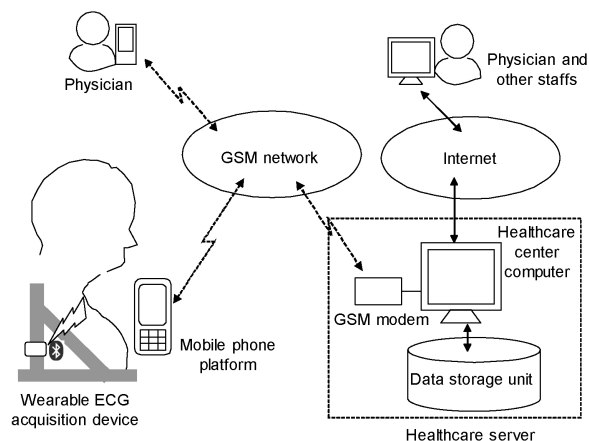 Physician
Physician and
other staffs
GSM network
Internet
Healthcare
center
computer
GSM modem
Mobile phone
platform
Data storage unit
Wearable ECG
acquisition device
Healthcare server